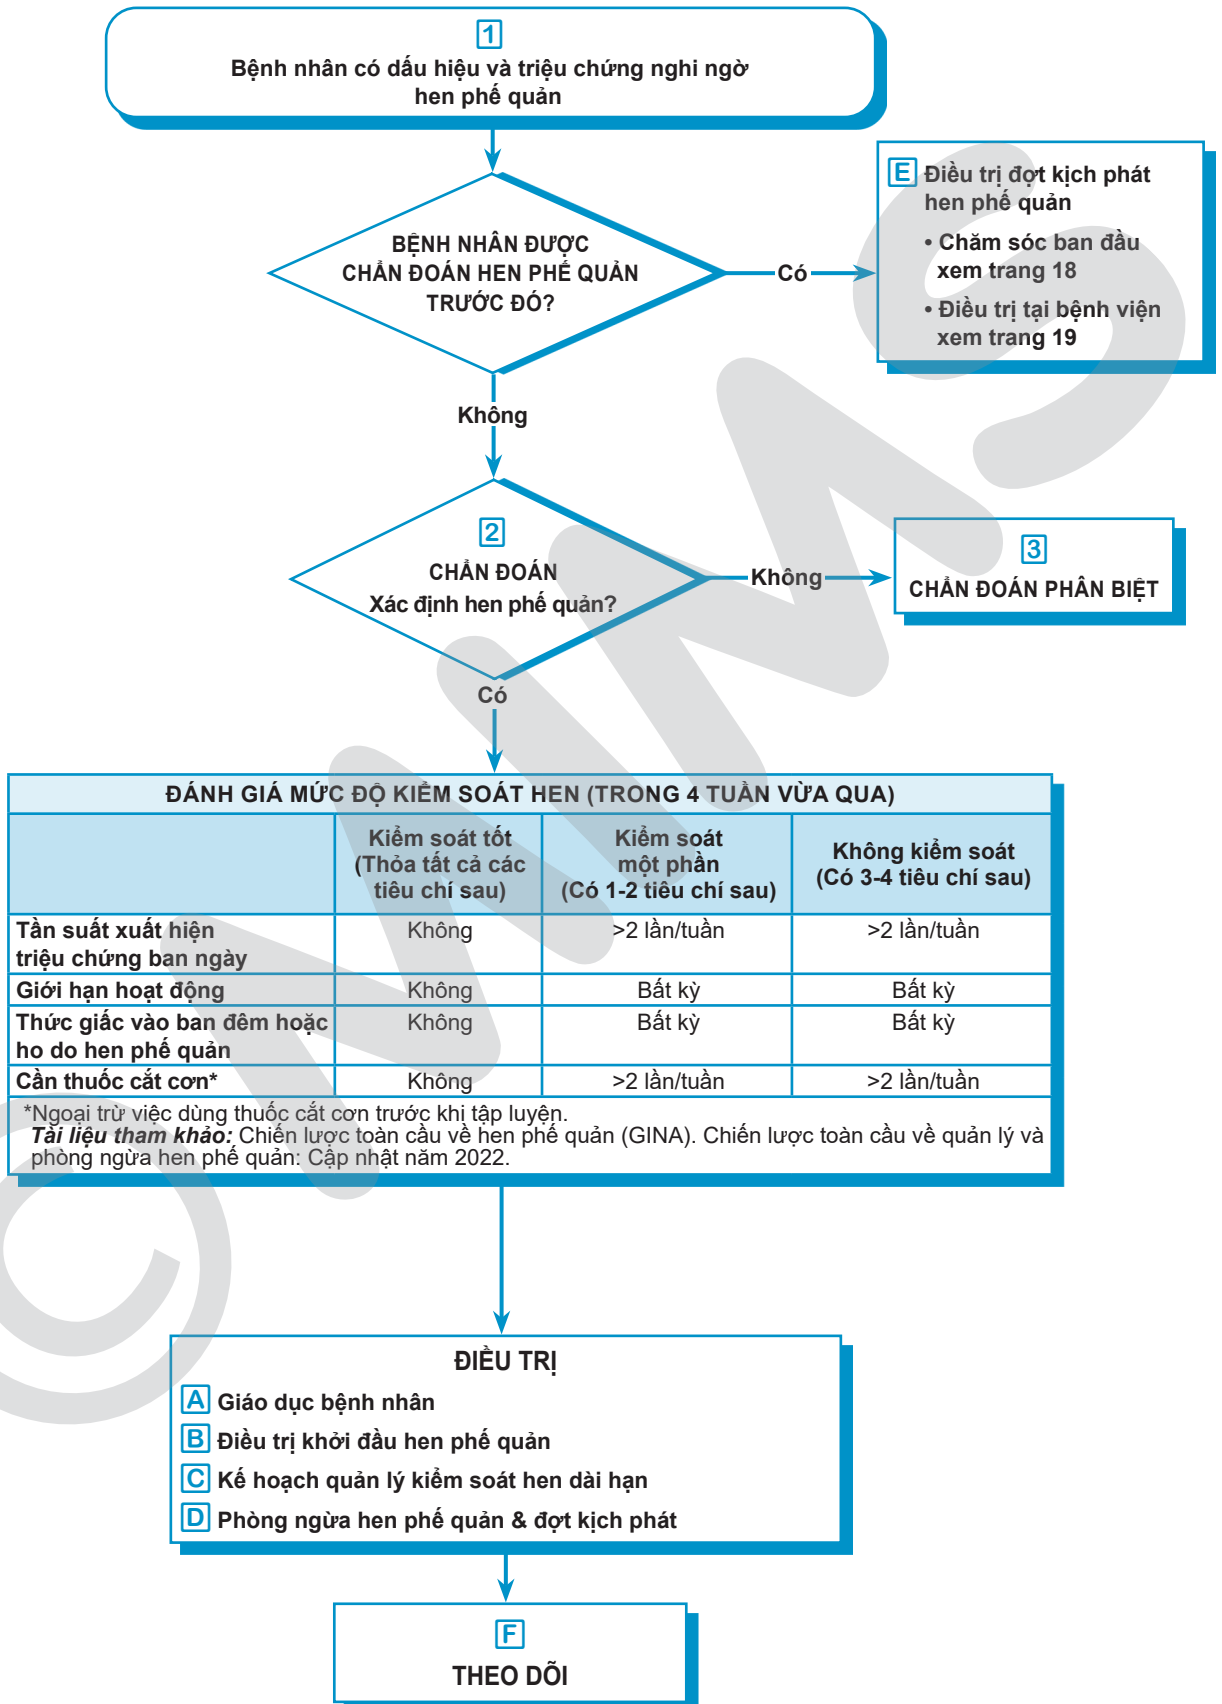 1
Bệnh nhân có dấu hiệu và triệu chứng nghi ngờ
hen phế quản
E Điều trị đợt kịch phát
hen phế quản
• Chăm sóc ban đầu
xem trang 18
• Điều trị tại bệnh viện
xem trang 19
BỆNH NHÂN ĐƯỢC
CHẨN ĐOÁN HEN PHẾ QUẢN
TRƯỚC ĐÓ?
Có
Không
2
CHẨN ĐOÁN
Xác định hen phế quản?
Không
3
CHẨN ĐOÁN PHÂN BIỆT
Có
ĐÁNH GIÁ MỨC ĐỘ KIỂM SOÁT HEN (TRONG 4 TUẦN VỪA QUA)
Kiểm soát tốt
(Thỏa tất cả các
tiêu chí sau)
Kiểm soát
một phần
(Có 1-2 tiêu chí sau)
Không kiểm soát
(Có 3-4 tiêu chí sau)
Tần suất xuất hiện
triệu chứng ban ngày
Không
>2 lần/tuần
>2 lần/tuần
Giới hạn hoạt động
Không
Bất kỳ
Bất kỳ
Thức giấc vào ban đêm hoặc
ho do hen phế quản
Không
Bất kỳ
Bất kỳ
Cần thuốc cắt cơn*
Không
>2 lần/tuần
>2 lần/tuần
*Ngoại trừ việc dùng thuốc cắt cơn trước khi tập luyện.
Tài liệu tham khảo: Chiến lược toàn cầu về hen phế quản (GINA). Chiến lược toàn cầu về quản lý và
phòng ngừa hen phế quản: Cập nhật năm 2022.
ĐIỀU TRỊ
A Giáo dục bệnh nhân
B Điều trị khởi đầu hen phế quản
C Kế hoạch quản lý kiểm soát hen dài hạn
D Phòng ngừa hen phế quản & đợt kịch phát
F
THEO DÕI
©MIMS